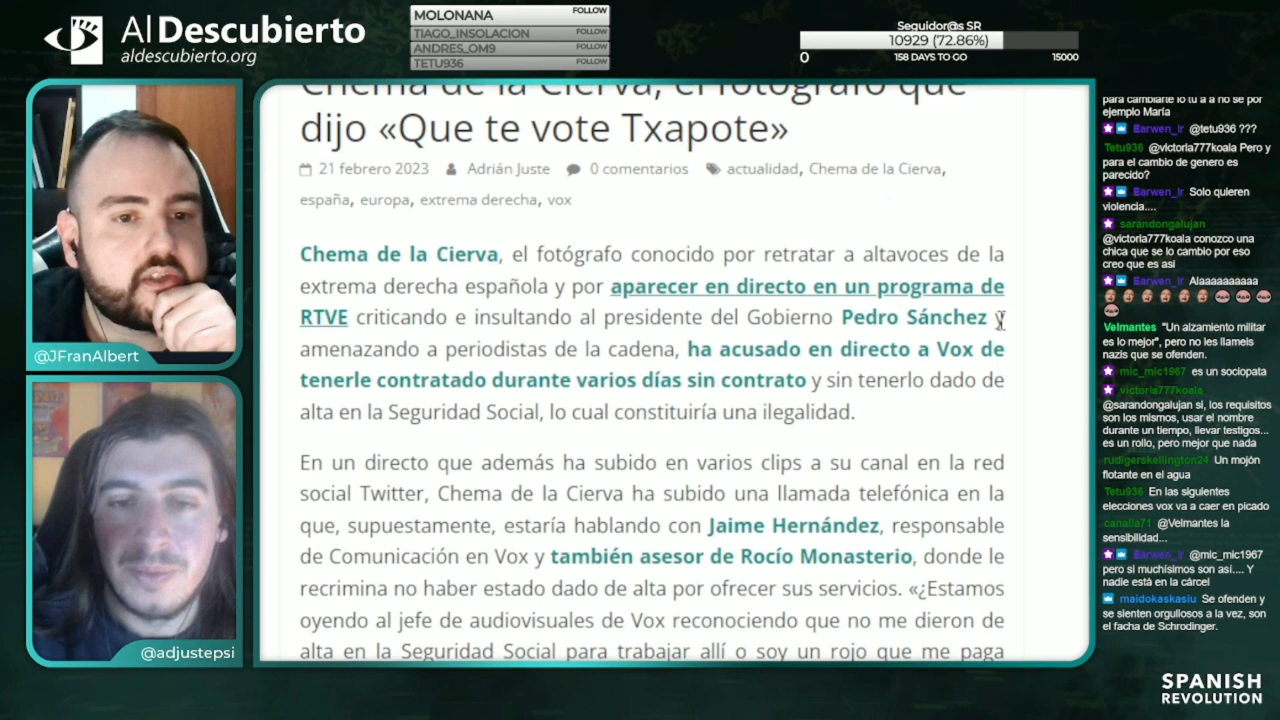 Al Descubierto
aldescubierto.org
MOLONANA FOLLOW
TIAGO_INSOLACION FOLLOW
ANDRES_OM9 FOLLOW
TETU936 FOLLOW
Seguidor@s SR
10929 (72.86%)
0 158 DAYS TO GO 15000
@JFranAlbert
@adjustepsi
Chema de la Cierva, el fotógrafo que
dijo «Que te vote Txapote»
21 febrero 2023 Adrián Juste 0 comentarios actualidad, Chema de la Cierva,
españa, europa, extrema derecha, vox
Chema de la Cierva, el fotógrafo conocido por retratar a altavoces de la
extrema derecha española y por aparecer en directo en un programa de
RTVE criticando e insultando al presidente del Gobierno Pedro Sánchez y
amenazando a periodistas de la cadena, ha acusado en directo a Vox de
tenerle contratado durante varios días sin contrato y sin tenerlo dado de
alta en la Seguridad Social, lo cual constituiría una ilegalidad.
En un directo que además ha subido en varios clips a su canal en la red
social Twitter, Chema de la Cierva ha subido una llamada telefónica en la
que, supuestamente, estaría hablando con Jaime Hernández, responsable
de Comunicación en Vox y también asesor de Rocío Monasterio, donde le
recrimina no haber estado dado de alta por ofrecer sus servicios. «¿Estamos
oyendo al jefe de audiovisuales de Vox reconociendo que no me dieron de
alta en la Seguridad Social para trabajar allí o soy un rojo que me paga
para cambiarte lo tu a a no se por
ejemplo María
Earwen_Ir @tetu936 ???
Tetu936 @victoria777koala Pero y
para el cambio de genero es
parecido?
Earwen_Ir Solo quieren
violencia....
sarandongalujan
@victoria777koala conozco una
chica que se lo cambio por eso
creo que es asi
Earwen_Ir Alaaaaaaaaaa
Velmantes "Un alzamiento militar
es lo mejor", pero no les llameis
nazis que se ofenden.
mic_mic1967 es un sociopata
victoria777koala
@sarandongalujan si, los requisitos
son los mismos, usar el nombre
durante un tiempo, llevar testigos...
es un rollo, pero mejor que nada
rudigerskellington24 Un mojón
flotante en el agua
Tetu936 En las siguientes
elecciones vox va a caer en picado
canalla71 @Velmantes la
sensibilidad...
Earwen_Ir @mic_mic1967
pero si muchísimos son así.... Y
nadie está en la cárcel
maidokaskasiu Se ofenden y
se sienten orgullosos a la vez, son
el facha de Schrodinger.
SPANISH
REVOLUTION